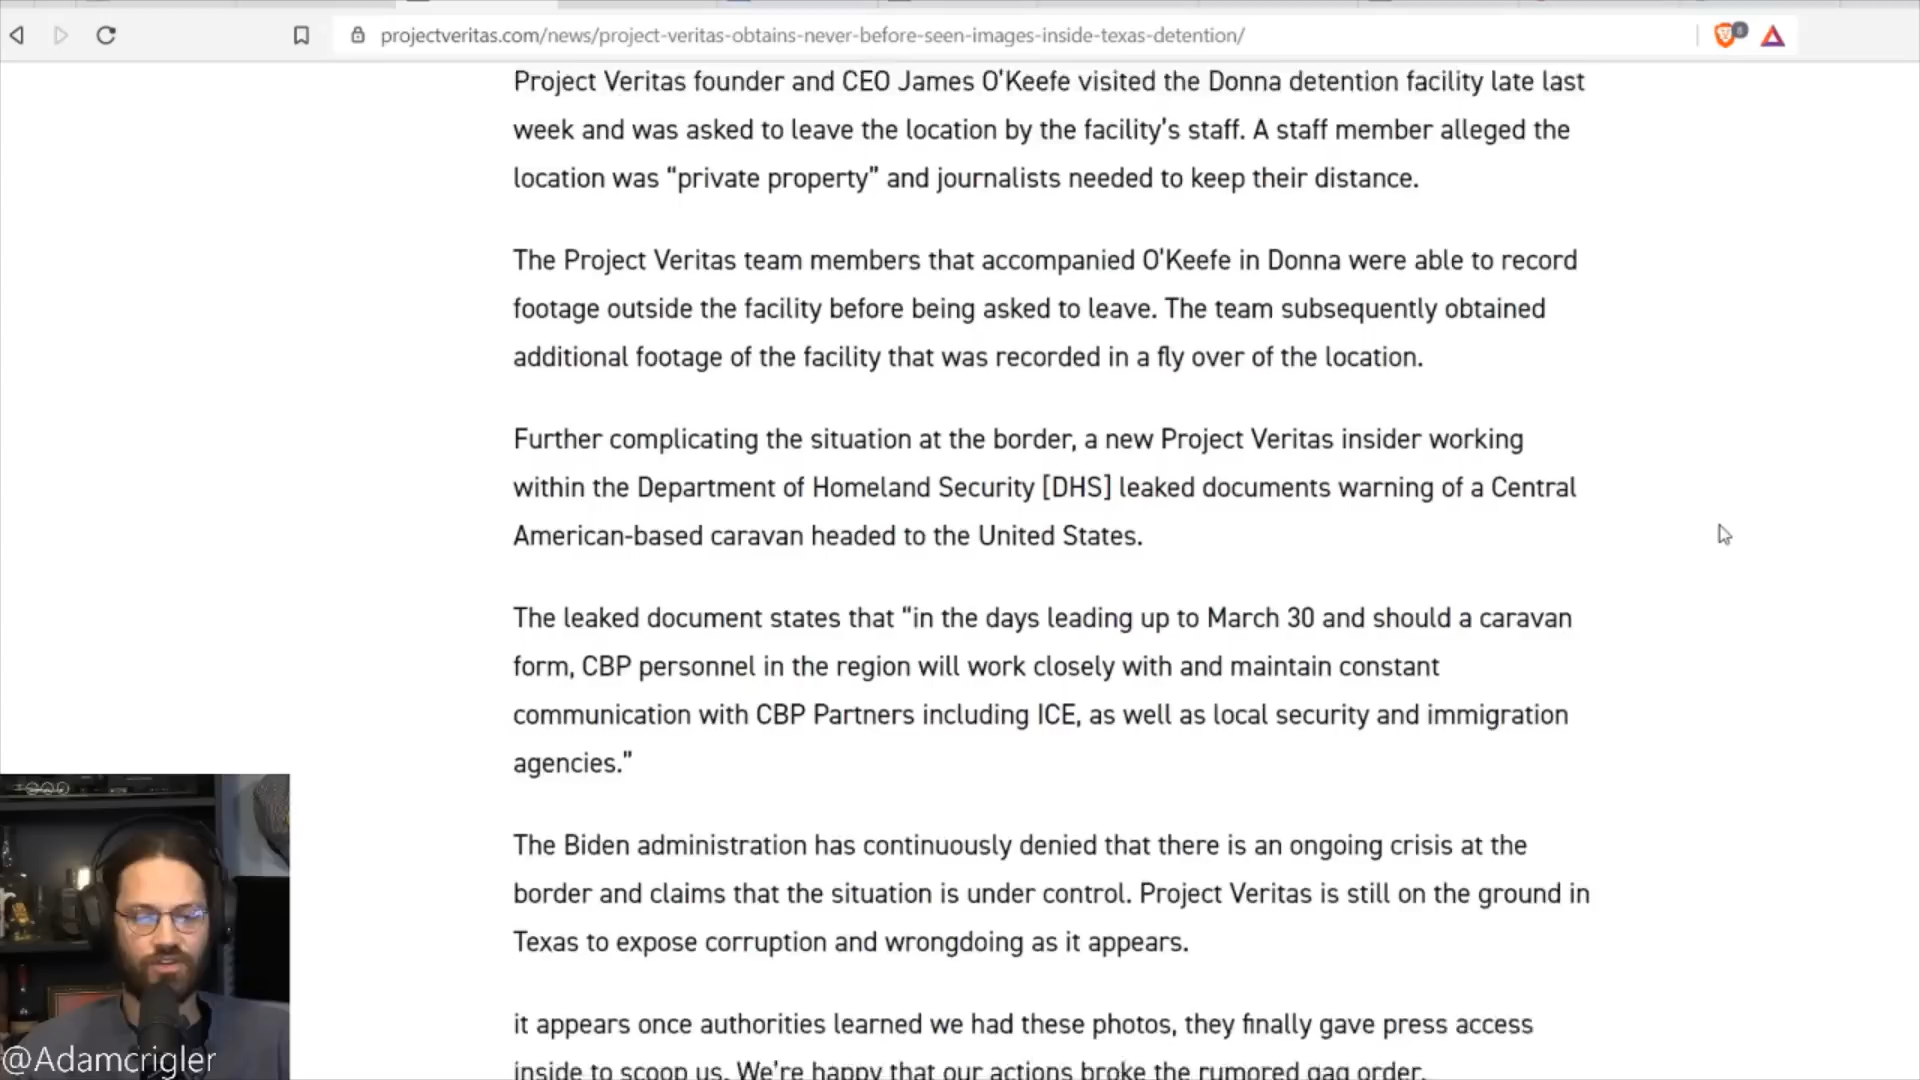 projectveritas.com/news/project-veritas-obtains-never-before-seen-images-inside-texas-detention/
Project Veritas founder and CEO James O'Keefe visited the Donna detention facility late last
week and was asked to leave the location by the facility's staff. A staff member alleged the
location was “private property” and journalists needed to keep their distance.
The Project Veritas team members that accompanied O'Keefe in Donna were able to record
footage outside the facility before being asked to leave. The team subsequently obtained
additional footage of the facility that was recorded in a fly over of the location.
Further complicating the situation at the border, a new Project Veritas insider working
within the Department of Homeland Security [DHS] leaked documents warning of a Central
American-based caravan headed to the United States.
The leaked document states that “in the days leading up to March 30 and should a caravan
form, CBP personnel in the region will work closely with and maintain constant
communication with CBP Partners including ICE, as well as local security and immigration
agencies.”
The Biden administration has continuously denied that there is an ongoing crisis at the
border and claims that the situation is under control. Project Veritas is still on the ground in
Texas to expose corruption and wrongdoing as it appears.
it appears once authorities learned we had these photos, they finally gave press access
inside to scoop us. We're happy that our actions broke the rumored gag order.
@Adamcrigler